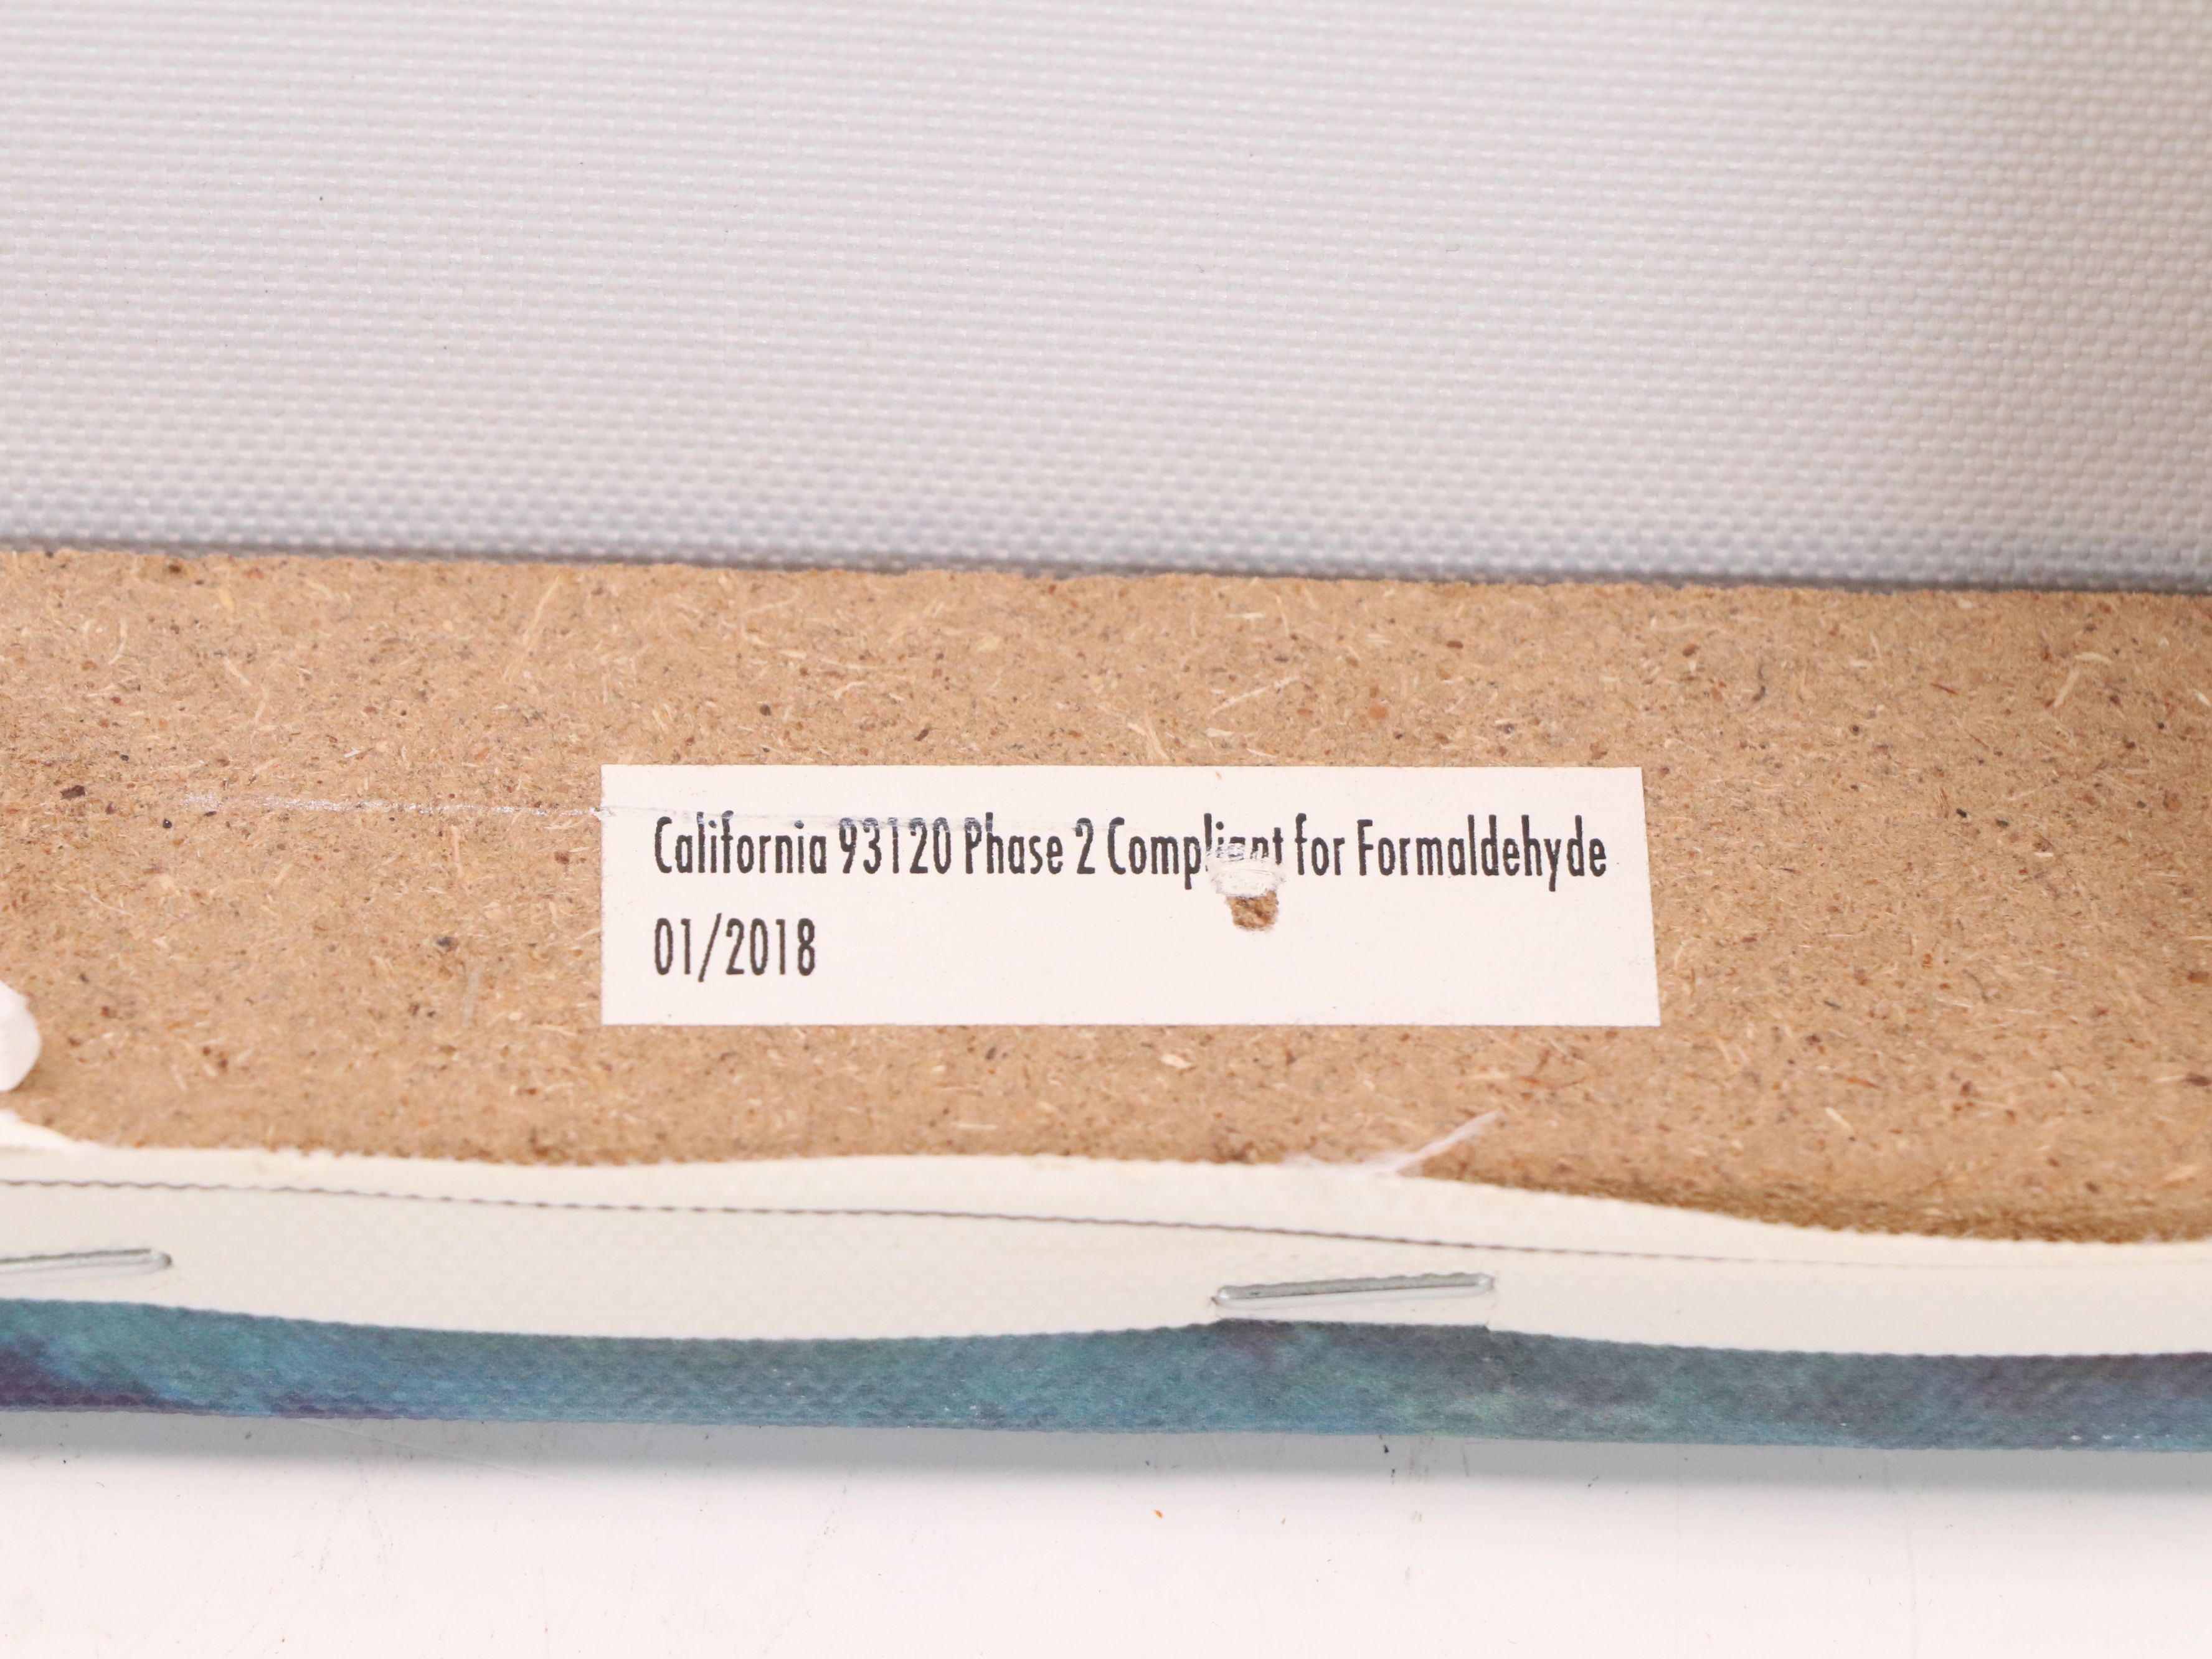 California 93120 Phase 2 Compliant for Formaldehyde
01/2018